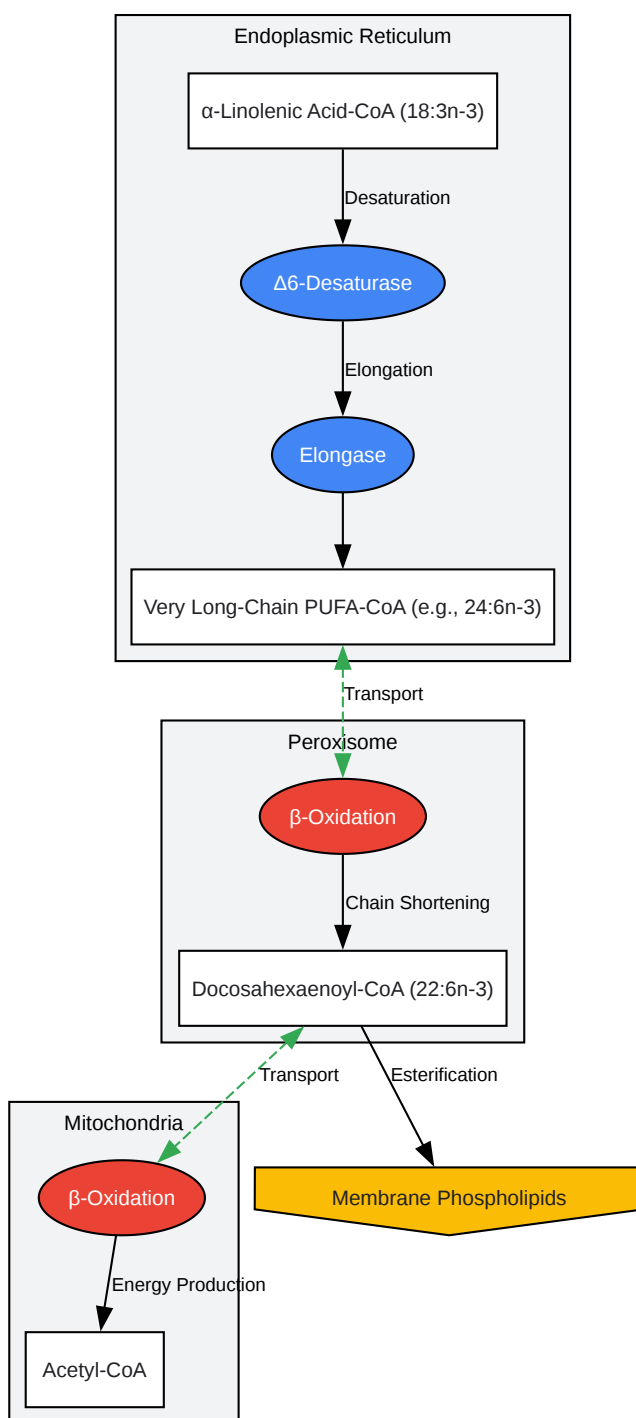 Endoplasmic Reticulum
α-Linolenic Acid-CoA (18:3n-3)
Desaturation
Δ6-Desaturase
Elongation
Elongase
Very Long-Chain PUFA-CoA (e.g., 24:6n-3)
Transport
Peroxisome
β-Oxidation
Chain Shortening
Docosahexaenoyl-CoA (22:6n-3)
Transport
Esterification
Mitochondria
β-Oxidation
Membrane Phospholipids
Energy Production
Acetyl-CoA